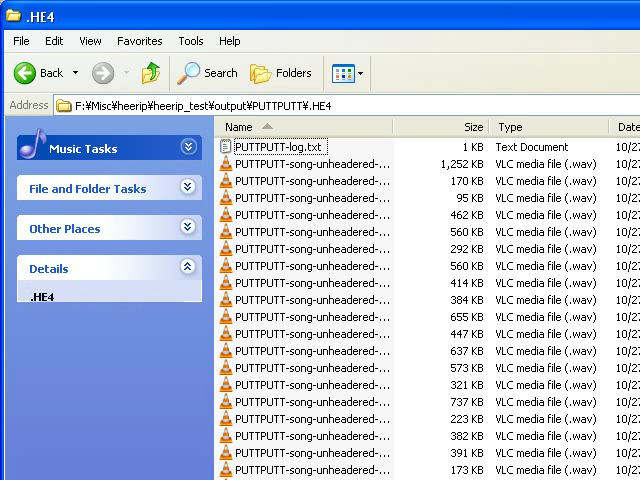 .HE4
File Edit View Favorites Tools Help
Back Search Folders
Address F:¥Misc¥heerip¥heerip_test¥output¥PUTTPUTT¥.HE4
Music Tasks
File and Folder Tasks
Other Places
Details
.HE4
Name Size Type Date
PUTTPUTT-log.txt 1 KB Text Document 10/27
PUTTPUTT-song-unheadered-... 1,252 KB VLC media file (.wav) 10/27
PUTTPUTT-song-unheadered-... 170 KB VLC media file (.wav) 10/27
PUTTPUTT-song-unheadered-... 95 KB VLC media file (.wav) 10/27
PUTTPUTT-song-unheadered-... 462 KB VLC media file (.wav) 10/27
PUTTPUTT-song-unheadered-... 560 KB VLC media file (.wav) 10/27
PUTTPUTT-song-unheadered-... 292 KB VLC media file (.wav) 10/27
PUTTPUTT-song-unheadered-... 560 KB VLC media file (.wav) 10/27
PUTTPUTT-song-unheadered-... 414 KB VLC media file (.wav) 10/27
PUTTPUTT-song-unheadered-... 384 KB VLC media file (.wav) 10/27
PUTTPUTT-song-unheadered-... 655 KB VLC media file (.wav) 10/27
PUTTPUTT-song-unheadered-... 447 KB VLC media file (.wav) 10/27
PUTTPUTT-song-unheadered-... 637 KB VLC media file (.wav) 10/27
PUTTPUTT-song-unheadered-... 573 KB VLC media file (.wav) 10/27
PUTTPUTT-song-unheadered-... 321 KB VLC media file (.wav) 10/27
PUTTPUTT-song-unheadered-... 737 KB VLC media file (.wav) 10/27
PUTTPUTT-song-unheadered-... 223 KB VLC media file (.wav) 10/27
PUTTPUTT-song-unheadered-... 382 KB VLC media file (.wav) 10/27
PUTTPUTT-song-unheadered-... 391 KB VLC media file (.wav) 10/27
PUTTPUTT-song-unheadered-... 173 KB VLC media file (.wav) 10/27